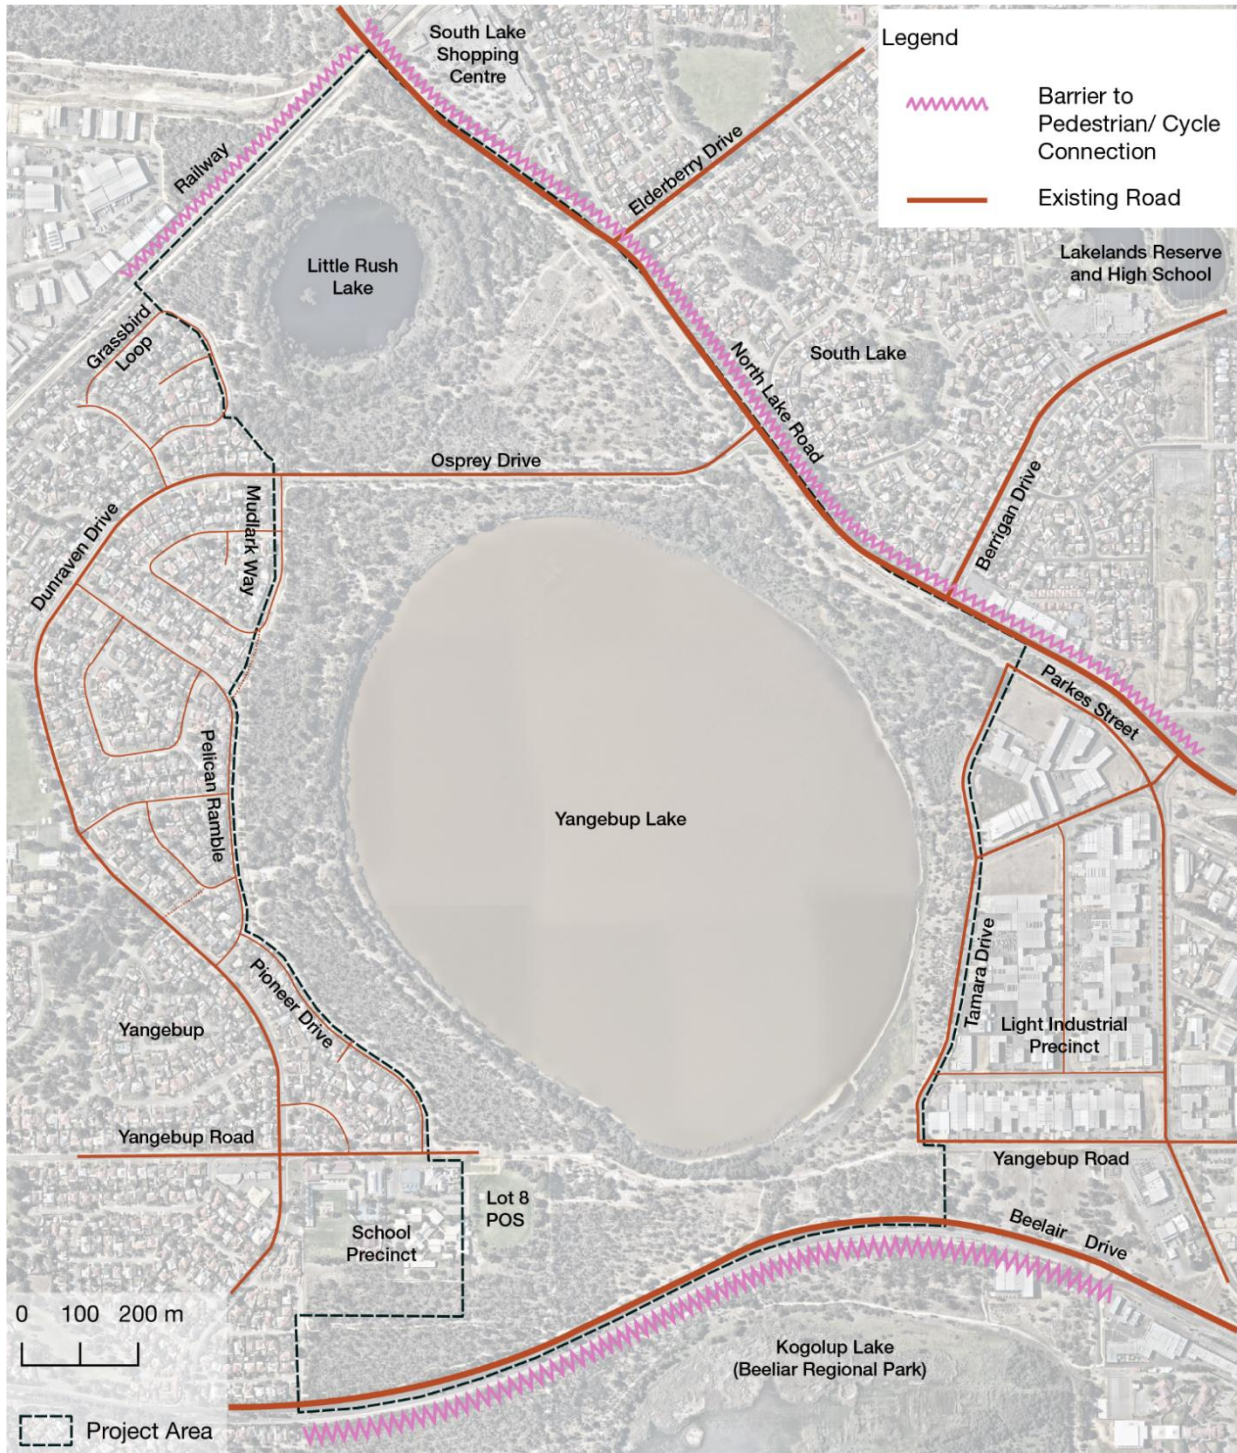 South Lake
Shopping
Centre
Legend
Barrier to
Pedestrian/ Cycle
Connection
Existing Road
Railway
Elderberry Drive
Little Rush
Lake
Lakelands Reserve
and High School
Grassbird
Loop
North Lake Road
South Lake
Osprey Drive
Mudlark Way
Berrigan Drive
Dunraven Drive
Parkes Street
Pelican Ramble
Yangebup Lake
Tamara Drive
Pioneer Drive
Yangebup
Light Industrial
Precinct
Yangebup Road
Yangebup Road
Lot 8
POS
School
Precinct
Beelair Drive
0 100 200 m
Kogolup Lake
(Beeliar Regional Park)
Project Area